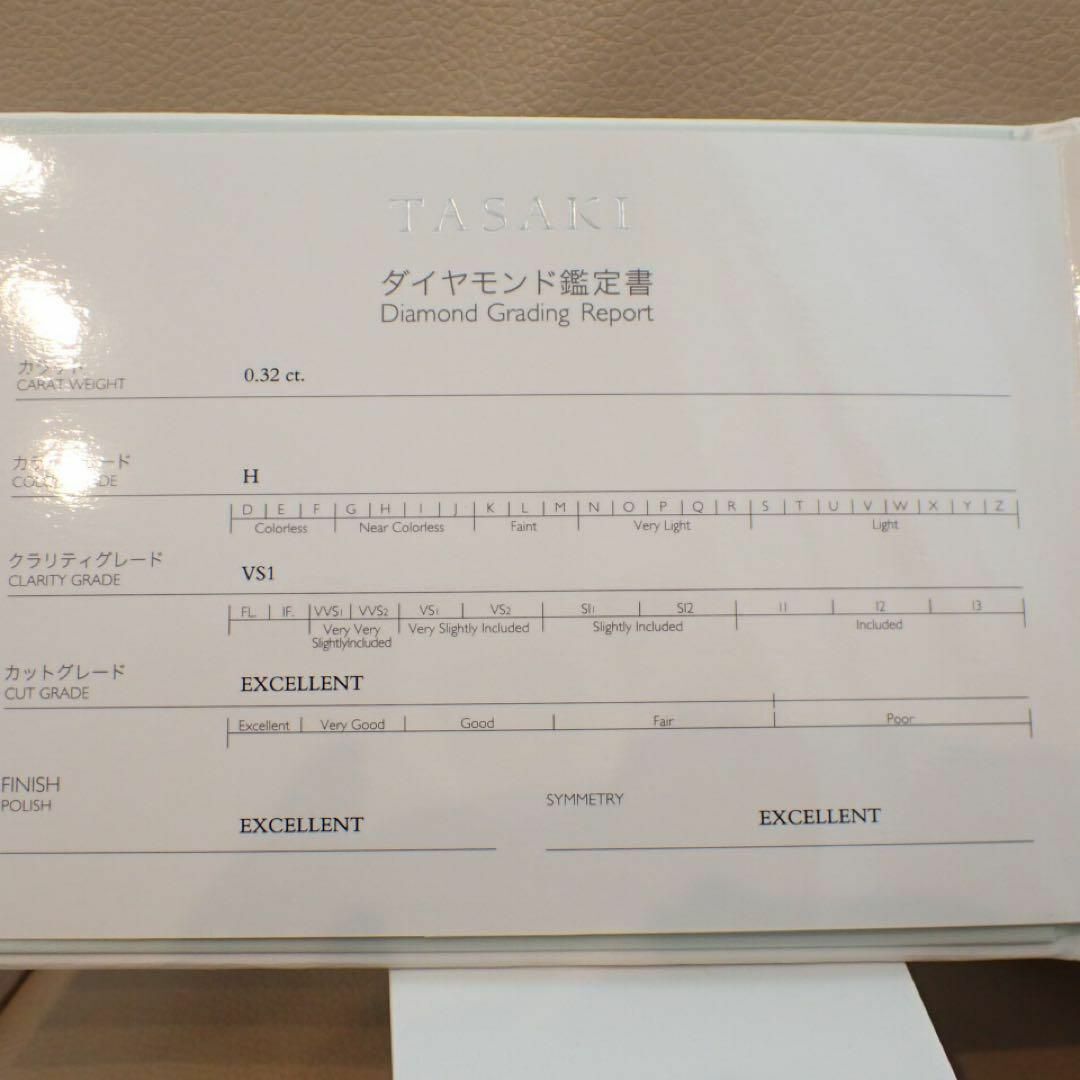 TASAKI
ダイヤモンド鑑定書
Diamond Grading Report
CARAT WEIGHT
0.32 ct.
H
D E F G H I J K L M N O P Q R S T U V W X Y Z
Colorless Near Colorless Faint Very Light Light
クラリティグレード
CLARITY GRADE
VS1
FL. IF. VVS1 VVS2 VS1 VS2 SI1 SI2 I1 I2 I3
Very Very SlightlyIncluded Very Slightly Included Slightly Included Included
カットグレード
CUT GRADE
EXCELLENT
Excellent Very Good Good Fair Poor
FINISH
POLISH
EXCELLENT
SYMMETRY
EXCELLENT